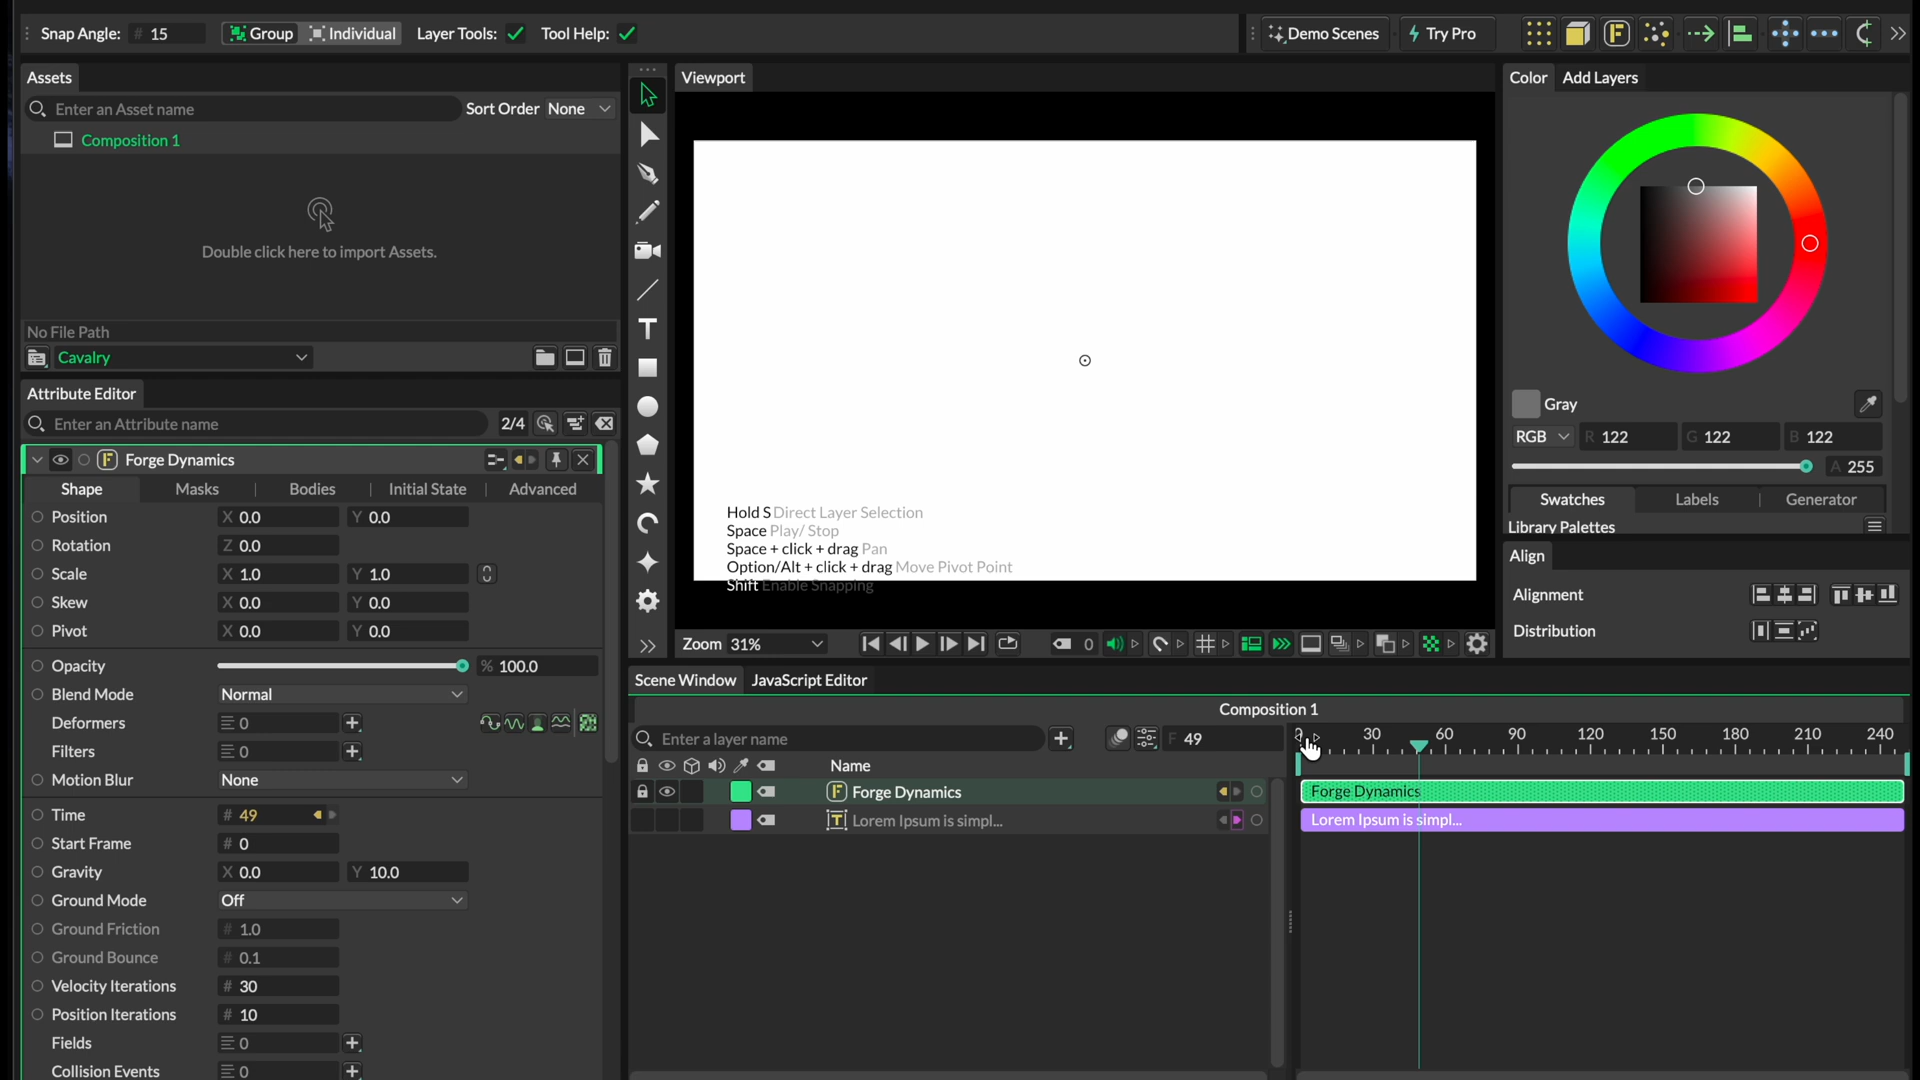 Snap Angle: # 15 Group Individual Layer Tools: Tool Help: Demo Scenes Try Pro
Assets
Enter an Asset name Sort Order None
Composition 1
Double click here to import Assets.
No File Path
Cavalry
Attribute Editor
Enter an Attribute name 2/4
Forge Dynamics
Shape Masks Bodies Initial State Advanced
Position X 0.0 Y 0.0
Rotation Z 0.0
Scale X 1.0 Y 1.0
Skew X 0.0 Y 0.0
Pivot X 0.0 Y 0.0
Opacity % 100.0
Blend Mode Normal
Deformers 0
Filters 0
Motion Blur None
Time # 49
Start Frame # 0
Gravity X 0.0 Y 10.0
Ground Mode Off
Ground Friction # 1.0
Ground Bounce # 0.1
Velocity Iterations # 30
Position Iterations # 10
Fields 0
Collision Events 0
Viewport
Hold S Direct Layer Selection
Space Play/ Stop
Space + click + drag Pan
Option/Alt + click + drag Move Pivot Point
Shift Enable Snapping
Zoom 31% 0
Color Add Layers
Gray
RGB R 122 G 122 B 122
A 255
Swatches Labels Generator
Library Palettes
Align
Alignment
Distribution
Scene Window JavaScript Editor
Composition 1
Enter a layer name F 49 0 30 60 90 120 150 180 210 240
Name
Forge Dynamics Forge Dynamics
Lorem Ipsum is simpl... Lorem Ipsum is simpl...